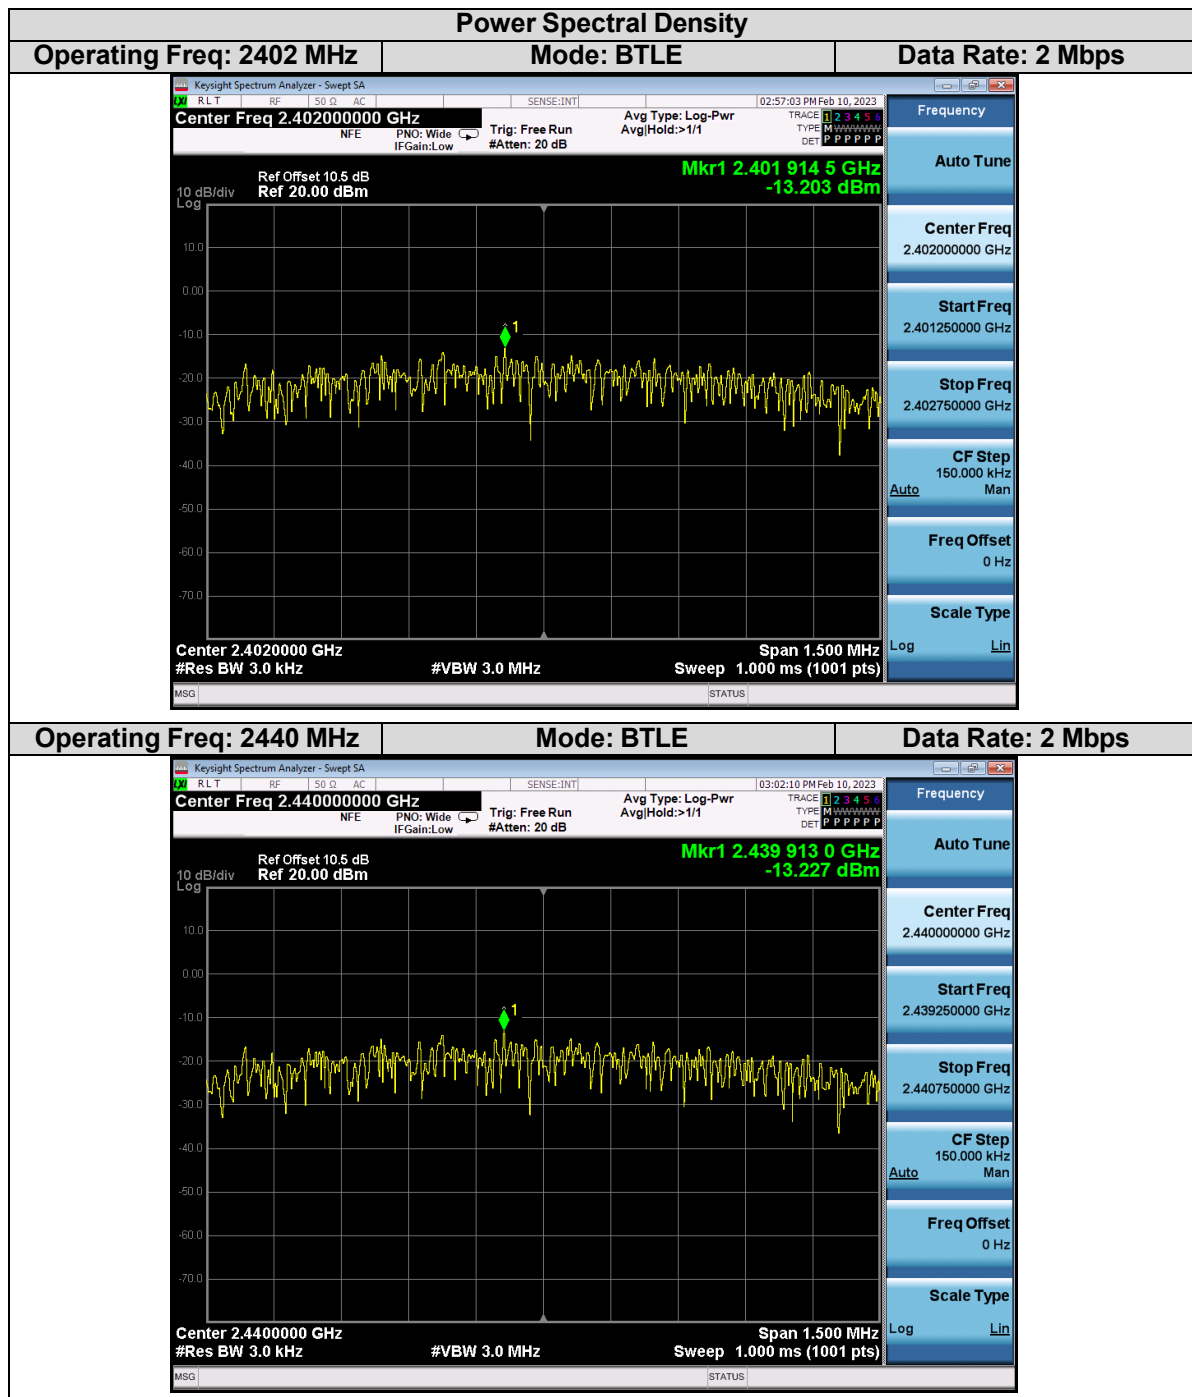 Power Spectral Density
Operating Freq: 2402 MHz Mode: BTLE Data Rate: 2 Mbps
Keysight Spectrum Analyzer - Swept SA
LXI RLT RF 50 Ω AC SENSE:INT 02:57:03 PM Feb 10, 2023
Center Freq 2.402000000 GHz
NFE
PNO: Wide
IFGain:Low
Trig: Free Run
#Atten: 20 dB
Avg Type: Log-Pwr
Avg|Hold:>1/1
TRACE 1 2 3 4 5 6
TYPE M WWWWW
DET P P P P P P
Mkr1 2.401 914 5 GHz
-13.203 dBm
Ref Offset 10.5 dB
10 dB/div Ref 20.00 dBm
Log
10.0
0.00
-10.0
-20.0
-30.0
-40.0
-50.0
-60.0
-70.0
1
Center 2.4020000 GHz Span 1.500 MHz
#Res BW 3.0 kHz #VBW 3.0 MHz Sweep 1.000 ms (1001 pts)
MSG STATUS
Frequency
Auto Tune
Center Freq
2.402000000 GHz
Start Freq
2.401250000 GHz
Stop Freq
2.402750000 GHz
CF Step
150.000 kHz
Auto Man
Freq Offset
0 Hz
Scale Type
Log Lin
Operating Freq: 2440 MHz Mode: BTLE Data Rate: 2 Mbps
Keysight Spectrum Analyzer - Swept SA
LXI RLT RF 50 Ω AC SENSE:INT 03:02:10 PM Feb 10, 2023
Center Freq 2.440000000 GHz
NFE
PNO: Wide
IFGain:Low
Trig: Free Run
#Atten: 20 dB
Avg Type: Log-Pwr
Avg|Hold:>1/1
TRACE 1 2 3 4 5 6
TYPE M WWWWW
DET P P P P P P
Mkr1 2.439 913 0 GHz
-13.227 dBm
Ref Offset 10.5 dB
10 dB/div Ref 20.00 dBm
Log
10.0
0.00
-10.0
-20.0
-30.0
-40.0
-50.0
-60.0
-70.0
1
Center 2.4400000 GHz Span 1.500 MHz
#Res BW 3.0 kHz #VBW 3.0 MHz Sweep 1.000 ms (1001 pts)
MSG STATUS
Frequency
Auto Tune
Center Freq
2.440000000 GHz
Start Freq
2.439250000 GHz
Stop Freq
2.440750000 GHz
CF Step
150.000 kHz
Auto Man
Freq Offset
0 Hz
Scale Type
Log Lin